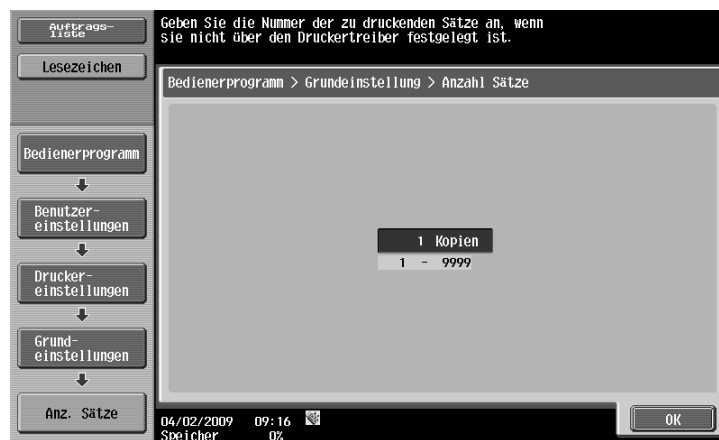 Auftrags-
liste
Lesezeichen
Bedienerprogramm
Benutzer-
einstellungen
Drucker-
einstellungen
Grund-
einstellungen
Anz. Sätze
Geben Sie die Nummer der zu druckenden Sätze an, wenn
sie nicht über den Druckertreiber festgelegt ist.
Bedienerprogramm > Grundeinstellung > Anzahl Sätze
1 Kopien
1 - 9999
04/02/2009 09:16
Speicher 0%
OK